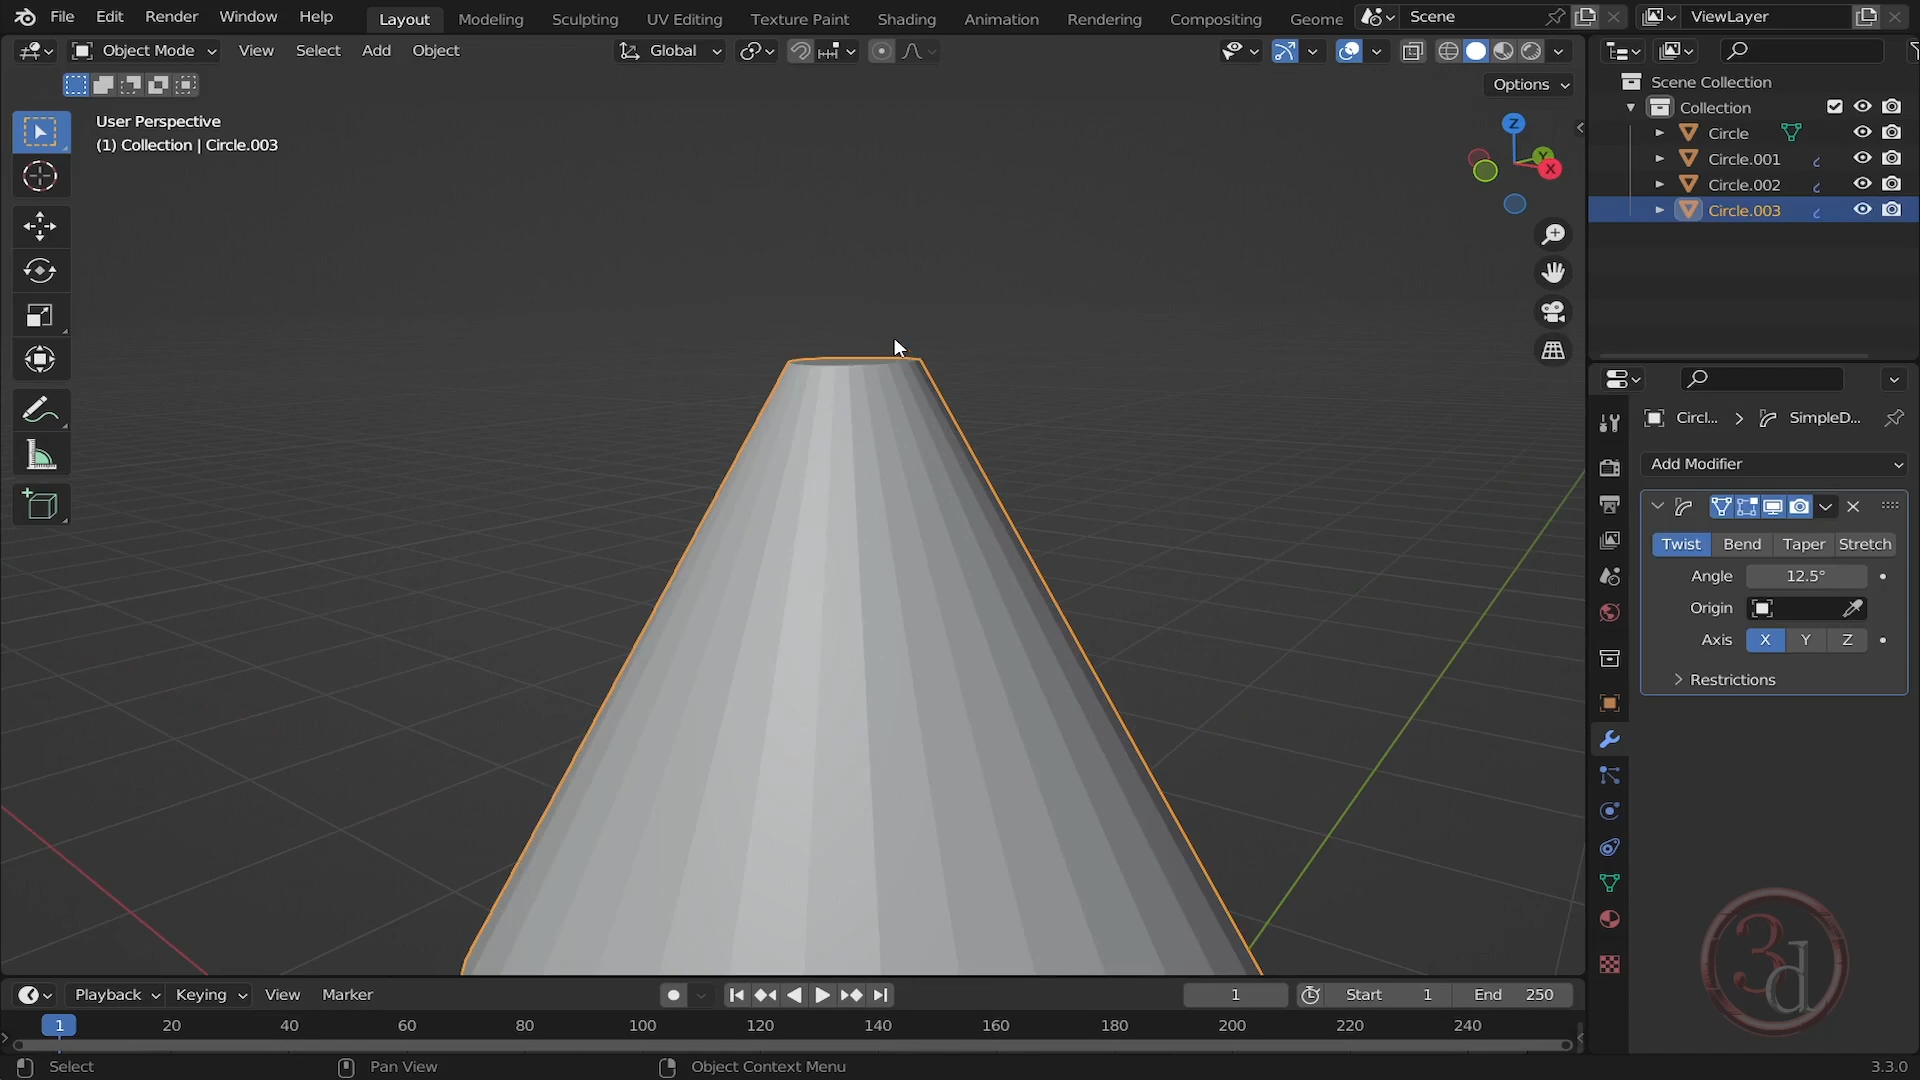 File Edit Render Window Help Layout Modeling Sculpting UV Editing Texture Paint Shading Animation Rendering Compositing Geome Scene ViewLayer
Object Mode View Select Add Object Global
Options
User Perspective
(1) Collection | Circle.003
Z
Y
X
Scene Collection
Collection
Circle
Circle.001
Circle.002
Circle.003
Circl... > SimpleD...
Add Modifier
Twist Bend Taper Stretch
Angle 12.5°
Origin
Axis X Y Z
Restrictions
3d
Playback Keying View Marker 1 Start 1 End 250
1 20 40 60 80 100 120 140 160 180 200 220 240
Select Pan View Object Context Menu 3.3.0